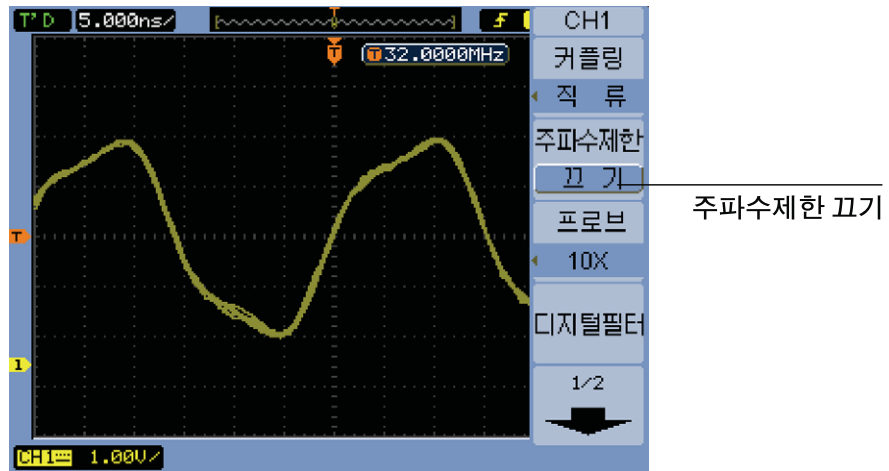 T'D 5.000ns/ CH1
T 커플링
T 32.0000MHz
직 류
주파수제한
끄 기
주파수제한 끄기
프로브
T
10X
디지털필터
1
1/2
CH1 1.00V/